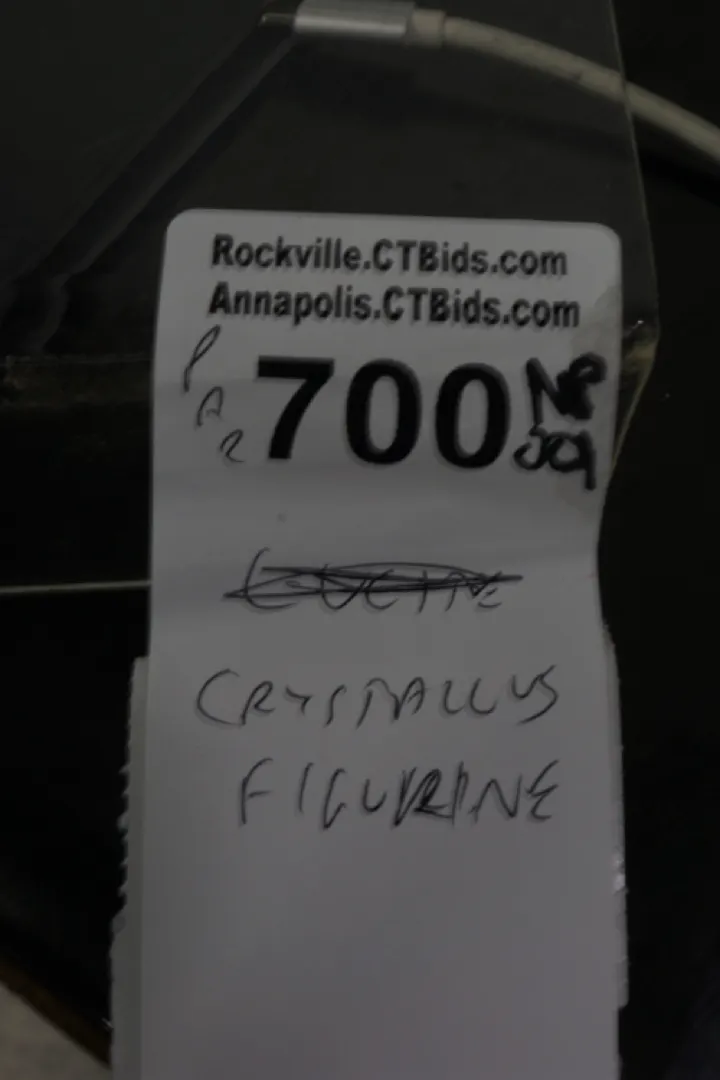 Rockville.CTBids.com
Annapolis.CTBids.com
700
CRYSTALLUS
FIGURINE